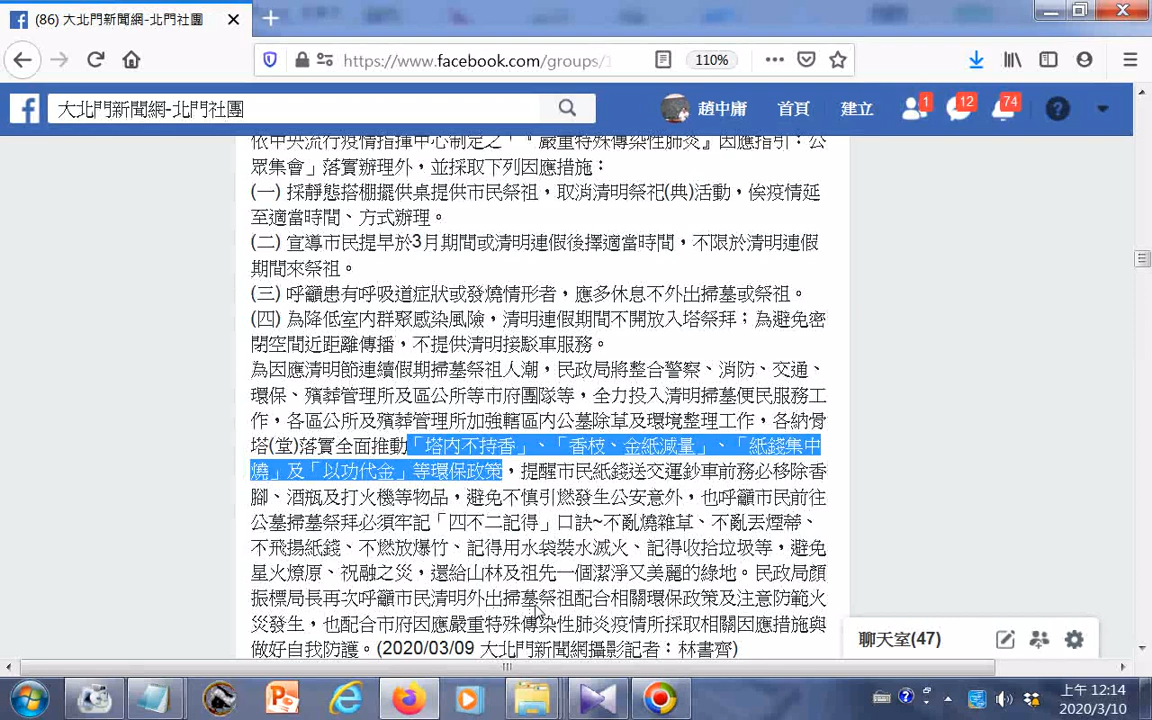 (86) 大北門新聞網-北門社團
https://www.facebook.com/groups/1
110%
大北門新聞網-北門社團
趙中庸
首頁
建立
1
12
74
依中央流行疫情指揮中心制定之「『嚴重特殊傳染性肺炎』因應指引：公
眾集會」落實辦理外，並採取下列因應措施：
(一) 採靜態搭棚擺供桌提供市民祭祖，取消清明祭祀(典)活動，俟疫情延
至適當時間、方式辦理。
(二) 宣導市民提早於3月期間或清明連假後擇適當時間，不限於清明連假
期間來祭祖。
(三) 呼籲患有呼吸道症狀或發燒情形者，應多休息不外出掃墓或祭祖。
(四) 為降低室內群聚感染風險，清明連假期間不開放入塔祭拜；為避免密
閉空間近距離傳播，不提供清明接駁車服務。
為因應清明節連續假期掃墓祭祖人潮，民政局將整合警察、消防、交通、
環保、殯葬管理所及區公所等市府團隊等，全力投入清明掃墓便民服務工
作，各區公所及殯葬管理所加強轄區內公墓除草及環境整理工作，各納骨
塔(堂)落實全面推動「塔內不持香」、「香枝、金紙減量」、「紙錢集中
燒」及「以功代金」等環保政策，提醒市民紙錢送交運鈔車前務必移除香
腳、酒瓶及打火機等物品，避免不慎引燃發生公安意外，也呼籲市民前往
公墓掃墓祭拜必須牢記「四不二記得」口訣~不亂燒雜草、不亂丟煙蒂、
不飛揚紙錢、不燃放爆竹、記得用水袋裝水滅火、記得收拾垃圾等，避免
星火燎原、祝融之災，還給山林及祖先一個潔淨又美麗的綠地。民政局顏
振標局長再次呼籲市民清明外出掃墓祭祖配合相關環保政策及注意防範火
災發生，也配合市府因應嚴重特殊傳染性肺炎疫情所採取相關因應措施與
做好自我防護。(2020/03/09 大北門新聞網攝影記者：林書齊)
聊天室(47)
上午 12:14
2020/3/10